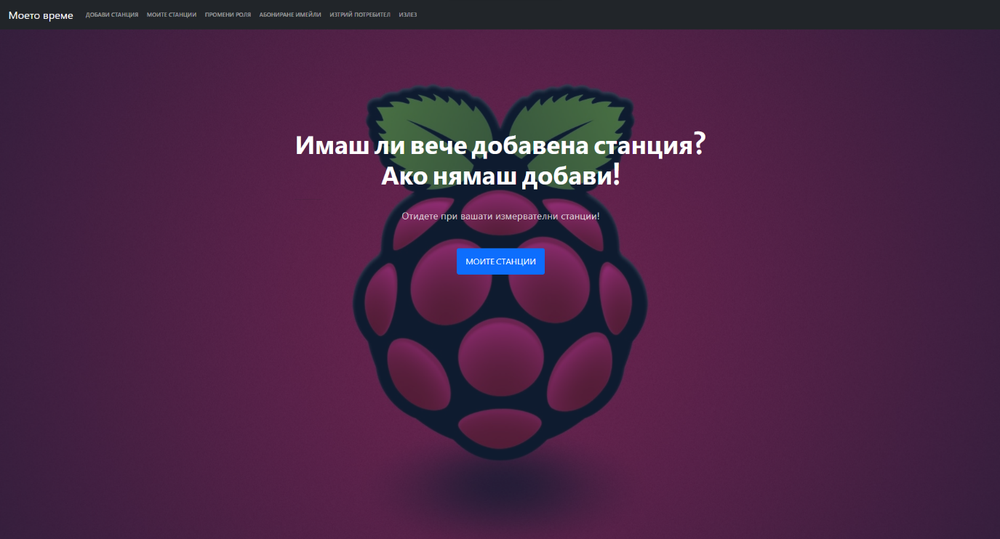 Моето време
ДОБАВИ СТАНЦИЯ
МОИТЕ СТАНЦИИ
ПРОМЕНИ РОЛЯ
АБОНИРАНЕ ИМЕЙЛИ
ИЗТРИЙ ПОТРЕБИТЕЛ
ИЗЛЕЗ
Имаш ли вече добавена станция?
Ако нямаш добави!
Отидете при вашати измервателни станции!
МОИТЕ СТАНЦИИ